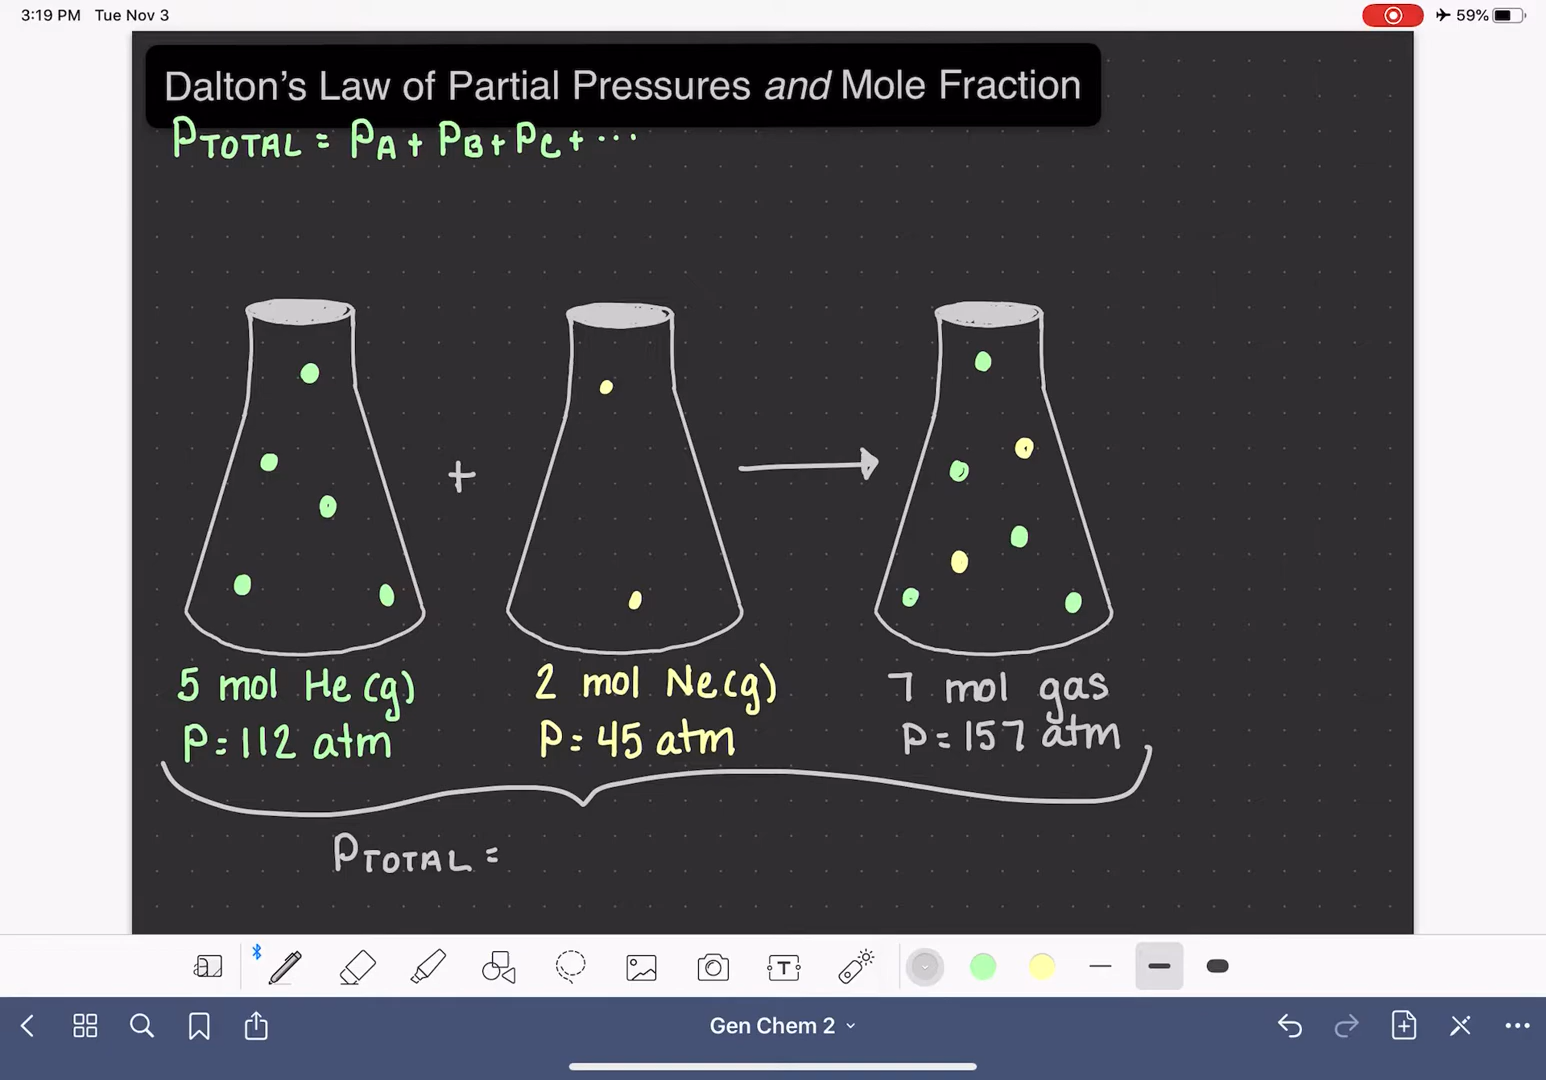 3:19 PM Tue Nov 3
59%
Dalton's Law of Partial Pressures and Mole Fraction
PTOTAL = PA + PB + PC + ...
+
5 mol He (g)
P = 112 atm
2 mol Ne (g)
P = 45 atm
7 mol gas
P = 157 atm
PTOTAL =
T
Gen Chem 2